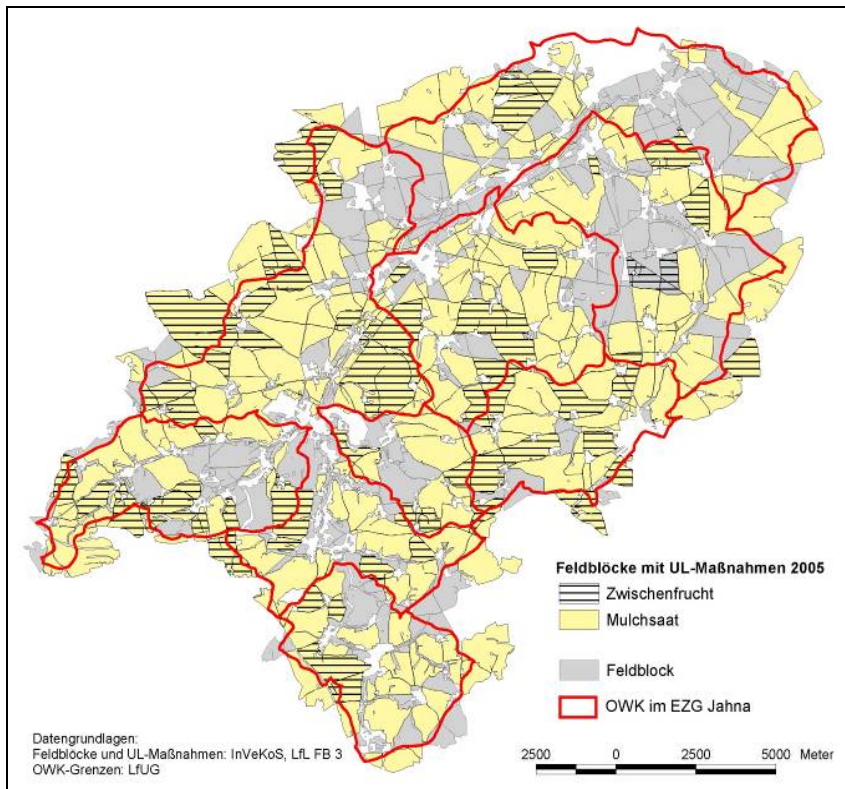 Feldblöcke mit UL-Maßnahmen 2005
Zwischenfrucht
Mulchsaat
Feldblock
OWK im EZG Jahna
Datengrundlagen:
Feldblöcke und UL-Maßnahmen: InVeKoS, LfL FB 3
OWK-Grenzen: LfUG
2500 0 2500 5000 Meter